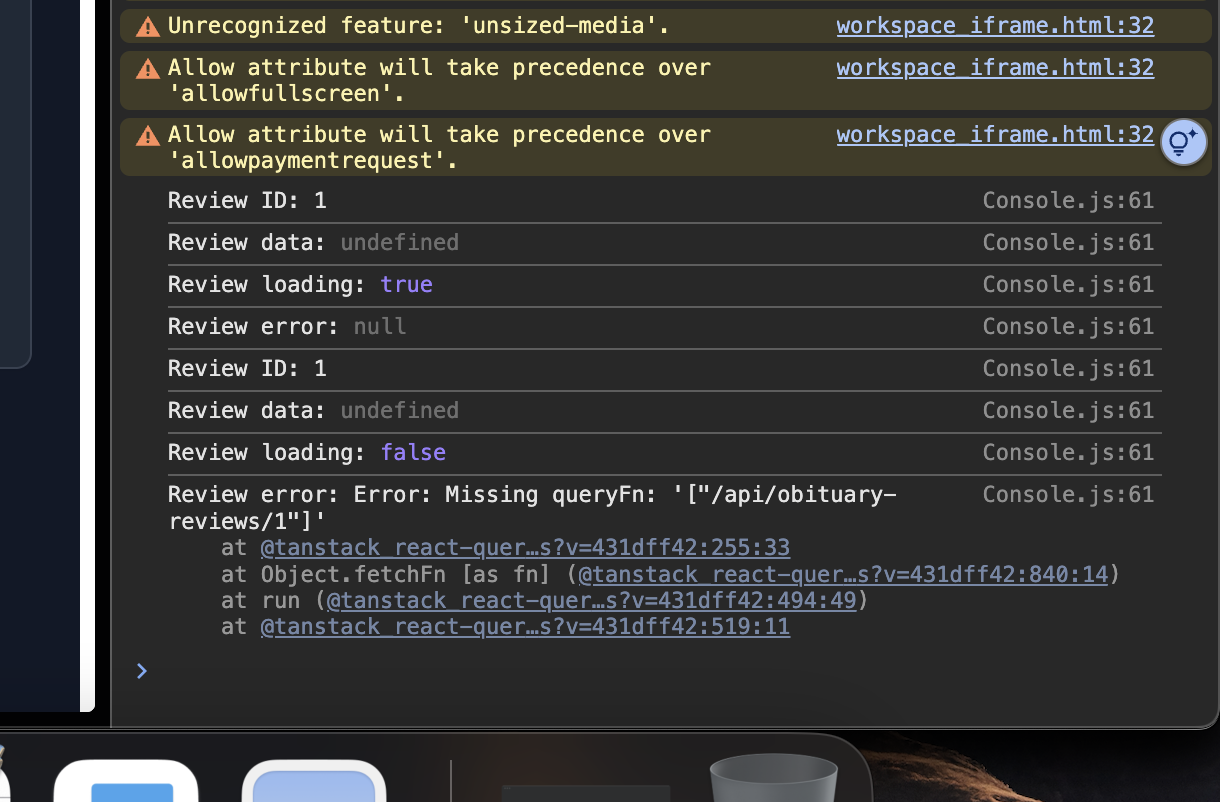 Unrecognized feature: 'unsized-media'. workspace_iframe.html:32
Allow attribute will take precedence over workspace_iframe.html:32
'allowfullscreen'.
Allow attribute will take precedence over workspace_iframe.html:32
'allowpaymentrequest'.
Review ID: 1 Console.js:61
Review data: undefined Console.js:61
Review loading: true Console.js:61
Review error: null Console.js:61
Review ID: 1 Console.js:61
Review data: undefined Console.js:61
Review loading: false Console.js:61
Review error: Error: Missing queryFn: '["/api/obituary- Console.js:61
reviews/1"]'
at @tanstack_react-quer…s?v=431dff42:255:33
at Object.fetchFn [as fn] (@tanstack_react-quer…s?v=431dff42:840:14)
at run (@tanstack_react-quer…s?v=431dff42:494:49)
at @tanstack_react-quer…s?v=431dff42:519:11